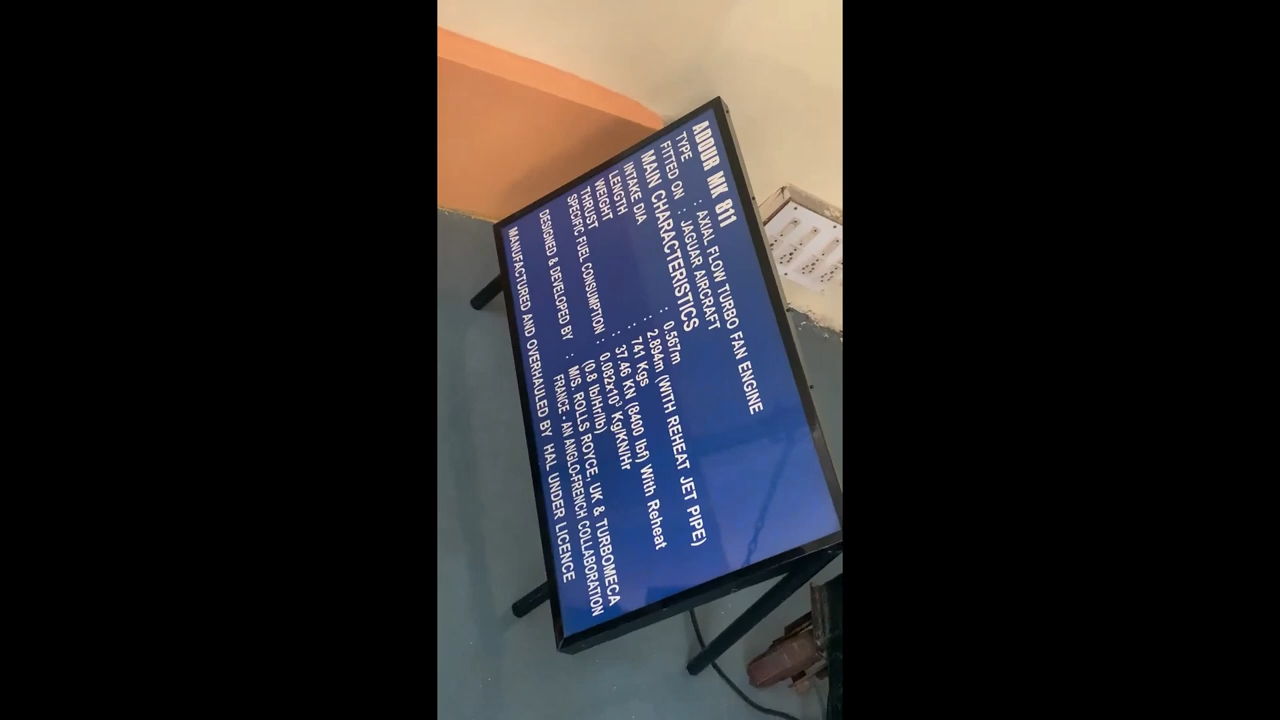 ADOUR MK 811
TYPE : AXIAL FLOW TURBO FAN ENGINE
FITTED ON : JAGUAR AIRCRAFT
MAIN CHARACTERISTICS
INTAKE DIA : 0.567m
LENGTH : 2.894m (WITH REHEAT JET PIPE)
WEIGHT : 741 Kgs
THRUST : 37.46 KN (8400 lbf) With Reheat
SPECIFIC FUEL CONSUMPTION : 0.082x10³ Kg/KN/Hr
(0.8 lb/Hr/lb)
DESIGNED & DEVELOPED BY : M/S. ROLLS ROYCE, UK & TURBOMECA
FRANCE - AN ANGLO-FRENCH COLLABORATION
MANUFACTURED AND OVERHAULED BY HAL UNDER LICENCE